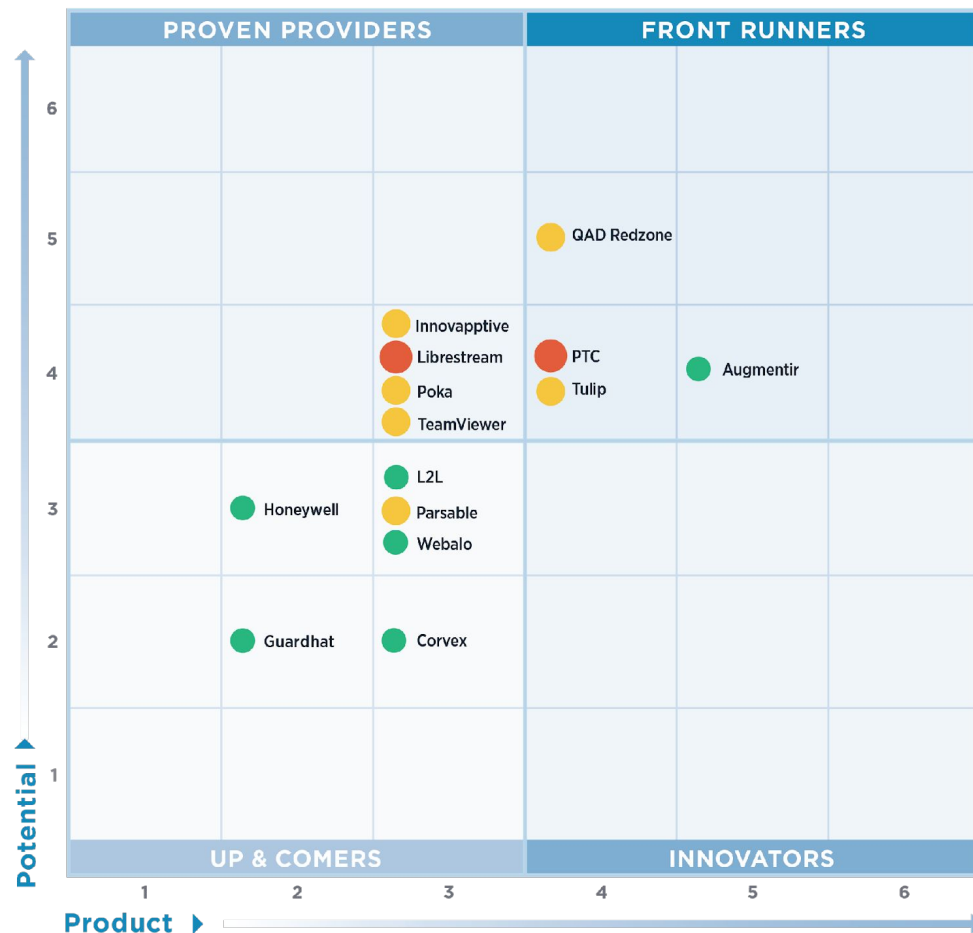 PROVEN PROVIDERS
FRONT RUNNERS
6
5
QAD Redzone
Innovapptive
Librestream
PTC
4
Augmentir
Poka
Tulip
TeamViewer
L2L
3
Honeywell
Parsable
Webalo
2
Guardhat
Corvex
1
Potential
UP & COMERS
INNOVATORS
1
2
3
4
5
6
Product